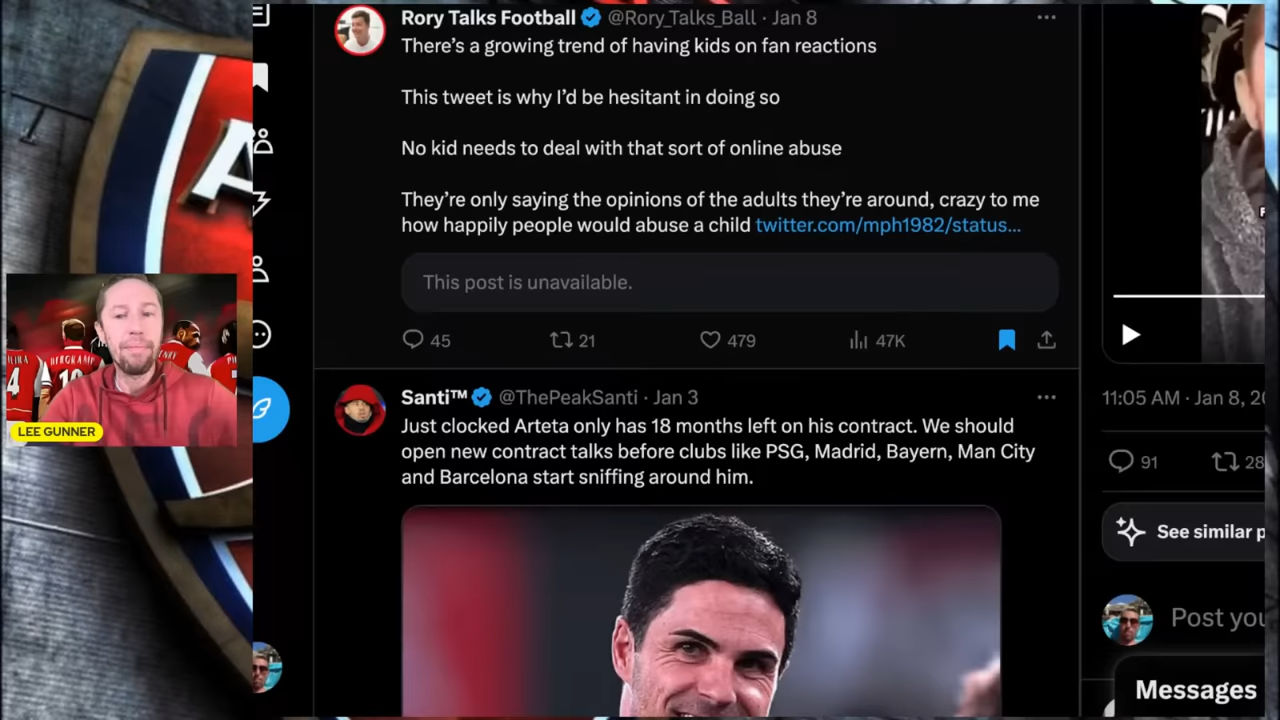 Rory Talks Football @Rory_Talks_Ball · Jan 8
There's a growing trend of having kids on fan reactions
This tweet is why I'd be hesitant in doing so
No kid needs to deal with that sort of online abuse
They're only saying the opinions of the adults they're around, crazy to me
how happily people would abuse a child twitter.com/mph1982/status…
This post is unavailable.
45 21 479 47K
Santi™ @ThePeakSanti · Jan 3
Just clocked Arteta only has 18 months left on his contract. We should
open new contract talks before clubs like PSG, Madrid, Bayern, Man City
and Barcelona start sniffing around him.
A
4
BERGKAMP
10
LEE GUNNER
11:05 AM · Jan 8, 20
91 28
See similar p
Post you
Messages